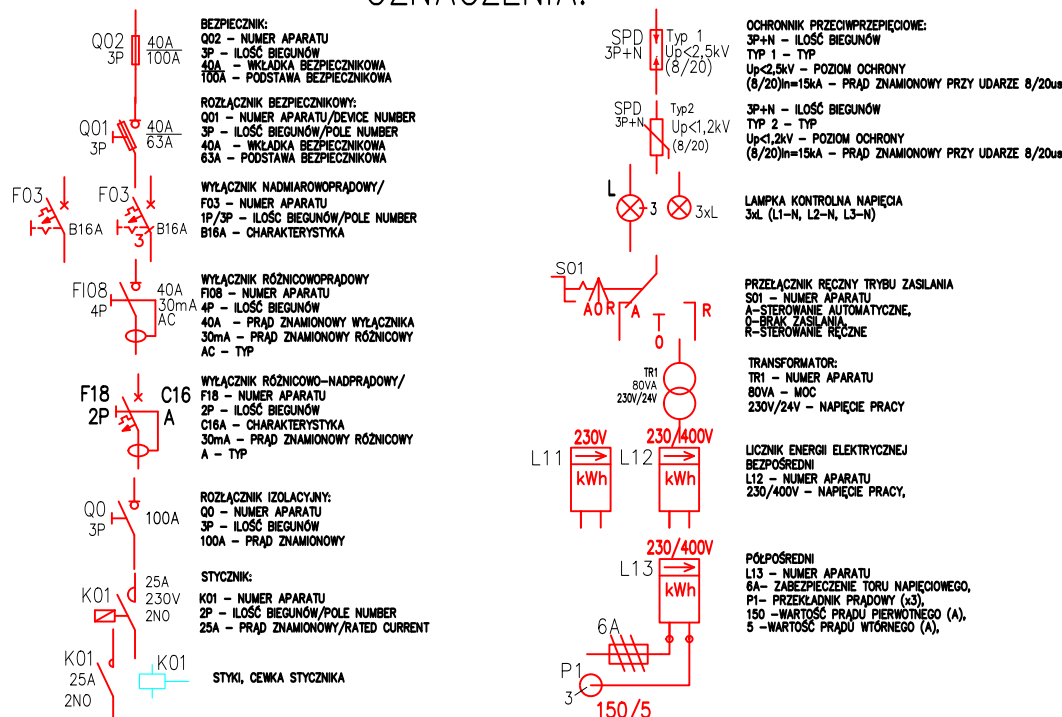 OZNACZENIA:
Q02
3P
40A
100A
BEZPIECZNIK:
Q02 – NUMER APARATU
3P – ILOŚĆ BIEGUNÓW
40A – WKŁADKA BEZPIECZNIKOWA
100A – PODSTAWA BEZPIECZNIKOWA
Q01
3P
40A
63A
ROZŁĄCZNIK BEZPIECZNIKOWY:
Q01 – NUMER APARATU/DEVICE NUMBER
3P – ILOŚĆ BIEGUNÓW/POLE NUMBER
40A – WKŁADKA BEZPIECZNIKOWA
63A – PODSTAWA BEZPIECZNIKOWA
F03
B16A
F03
B16A
3
WYŁĄCZNIK NADMIAROWOPRĄDOWY/
F03 – NUMER APARATU
1P/3P – ILOŚĆ BIEGUNÓW/POLE NUMBER
B16A – CHARAKTERYSTYKA
FI08
4P
40A
30mA
AC
WYŁĄCZNIK RÓŻNICOWOPRĄDOWY
FI08 – NUMER APARATU
4P – ILOŚĆ BIEGUNÓW
40A – PRĄD ZNAMIONOWY WYŁĄCZNIKA
30mA – PRĄD ZNAMIONOWY RÓŻNICOWY
AC – TYP
F18
2P
C16
A
WYŁĄCZNIK RÓŻNICOWO-NADPRĄDOWY/
F18 – NUMER APARATU
2P – ILOŚĆ BIEGUNÓW
C16A – CHARAKTERYSTYKA
30mA – PRĄD ZNAMIONOWY RÓŻNICOWY
A – TYP
Q0
3P
100A
ROZŁĄCZNIK IZOLACYJNY:
Q0 – NUMER APARATU
3P – ILOŚĆ BIEGUNÓW
100A – PRĄD ZNAMIONOWY
K01
25A
230V
2NO
STYCZNIK:
K01 – NUMER APARATU
2P – ILOŚĆ BIEGUNÓW/POLE NUMBER
25A – PRĄD ZNAMIONOWY/RATED CURRENT
K01
25A
2NO
K01
STYKI, CEWKA STYCZNIKA
SPD
3P+N
Typ 1
Up<2,5kV
(8/20)
OCHRONNIK PRZECIWPRZEPIĘCIOWE:
3P+N – ILOŚĆ BIEGUNÓW
TYP 1 – TYP
Up<2,5kV – POZIOM OCHRONY
(8/20)In=15kA – PRĄD ZNAMIONOWY PRZY UDARZE 8/20us
SPD
3P+N
Typ2
Up<1,2kV
(8/20)
3P+N – ILOŚĆ BIEGUNÓW
TYP 2 – TYP
Up<1,2kV – POZIOM OCHRONY
(8/20)In=15kA – PRĄD ZNAMIONOWY PRZY UDARZE 8/20us
L
3
3xL
LAMPKA KONTROLNA NAPIĘCIA
3xL (L1-N, L2-N, L3-N)
S01
A0R
A
0
R
PRZEŁĄCZNIK RĘCZNY TRYBU ZASILANIA
S01 – NUMER APARATU
A-STEROWANIE AUTOMATYCZNE,
0-BRAK ZASILANIA,
R-STEROWANIE RĘCZNE
TR1
80VA
230V/24V
TRANSFORMATOR:
TR1 – NUMER APARATU
80VA – MOC
230V/24V – NAPIĘCIE PRACY
230V
L11
kWh
230/400V
L12
kWh
LICZNIK ENERGII ELEKTRYCZNEJ
BEZPOŚREDNI
L12 – NUMER APARATU
230/400V – NAPIĘCIE PRACY,
230/400V
L13
kWh
6A
P1
3
150/5
PÓŁPOŚREDNI
L13 – NUMER APARATU
6A– ZABEZPIECZENIE TORU NAPIĘCIOWEGO,
P1– PRZEKŁADNIK PRĄDOWY (x3),
150 –WARTOŚĆ PRĄDU PIERWOTNEGO (A),
5 –WARTOŚĆ PRĄDU WTÓRNEGO (A),